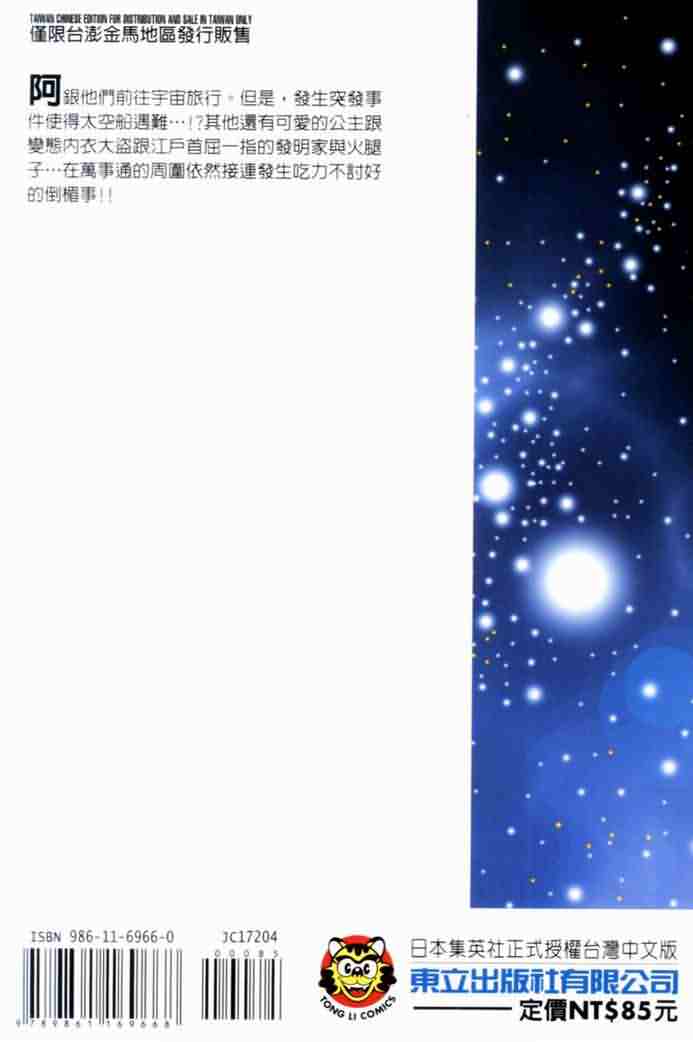 TAIWAN CHINESE EDITION FOR DISTRIBUTION AND SALE IN TAIWAN ONLY
僅限台澎金馬地區發行販售
阿銀他們前往宇宙旅行。但是，發生突發事
件使得太空船遇難…!?其他還有可愛的公主跟
變態內衣大盜跟江戶首屈一指的發明家與火腿
子…在萬事通的周圍依然接連發生吃力不討好
的倒楣事!!
ISBN 986-11-6966-0
JC17204
00085
9789861169668
TONG LI COMICS
日本集英社正式授權台灣中文版
東立出版社有限公司
定價NT$85元